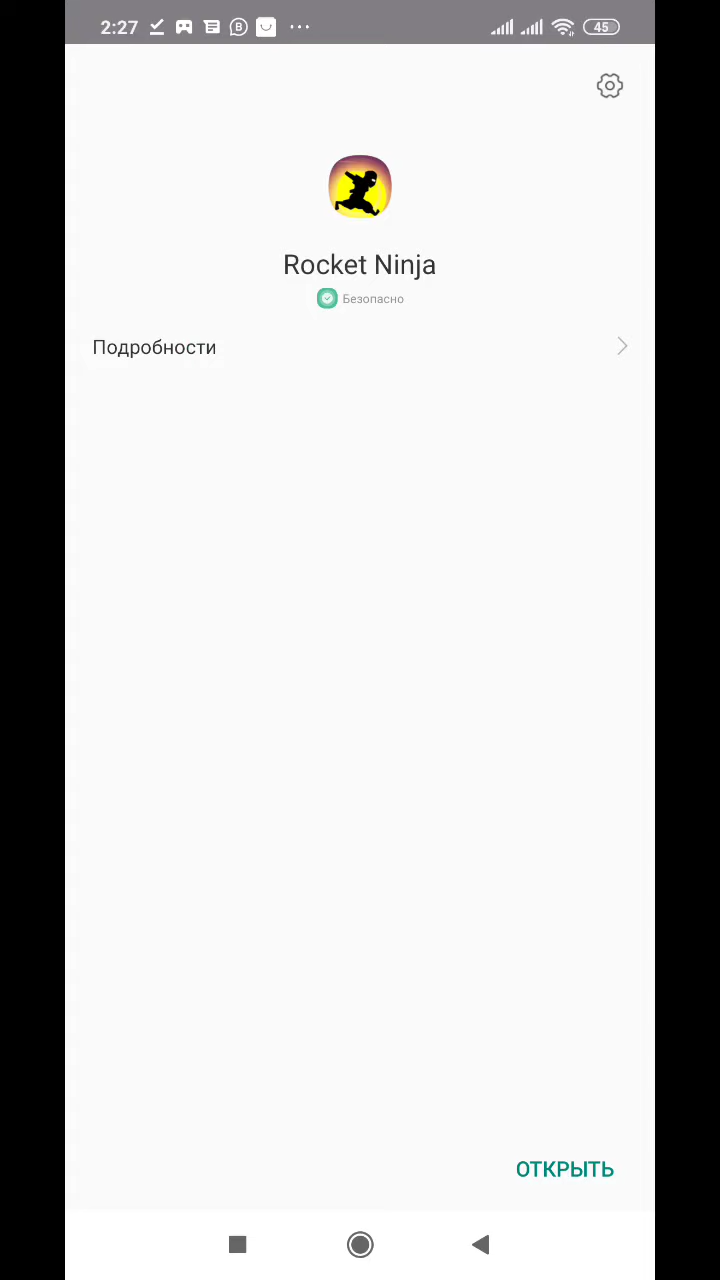 2:27
B
45
Rocket Ninja
Безопасно
Подробности
ОТКРЫТЬ